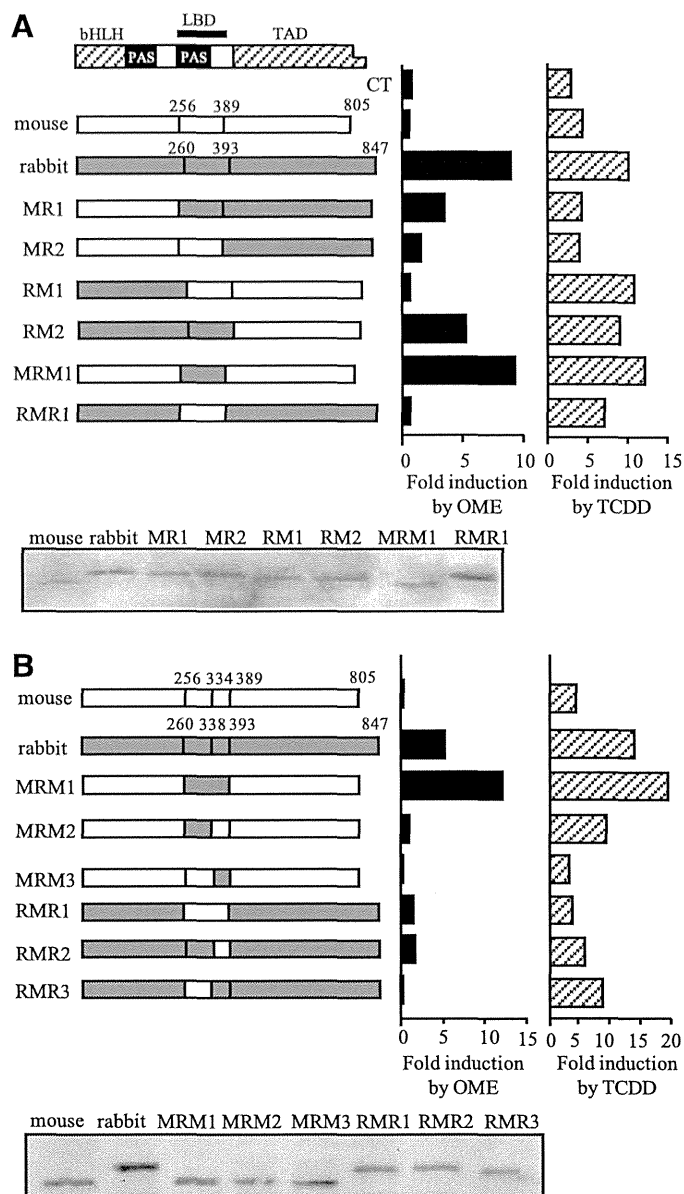 A
bHLH LBD TAD
PAS PAS
CT
256 389 805
mouse
260 393 847
rabbit
MR1
MR2
RM1
RM2
MRM1
RMR1
0 5 10 0 5 10 15
Fold induction Fold induction
by OME by TCDD
mouse rabbit MR1 MR2 RM1 RM2 MRM1 RMR1
B
256 334 389 805
mouse
260 338 393 847
rabbit
MRM1
MRM2
MRM3
RMR1
RMR2
RMR3
0 5 10 15 0 5 10 15 20
Fold induction Fold induction
by OME by TCDD
mouse rabbit MRM1 MRM2 MRM3 RMR1 RMR2 RMR3